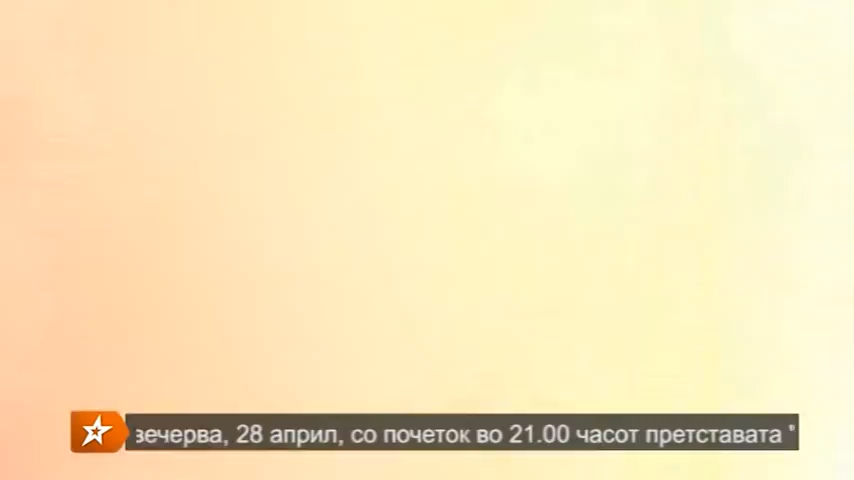 вечерва, 28 април, со почеток во 21.00 часот претставата "